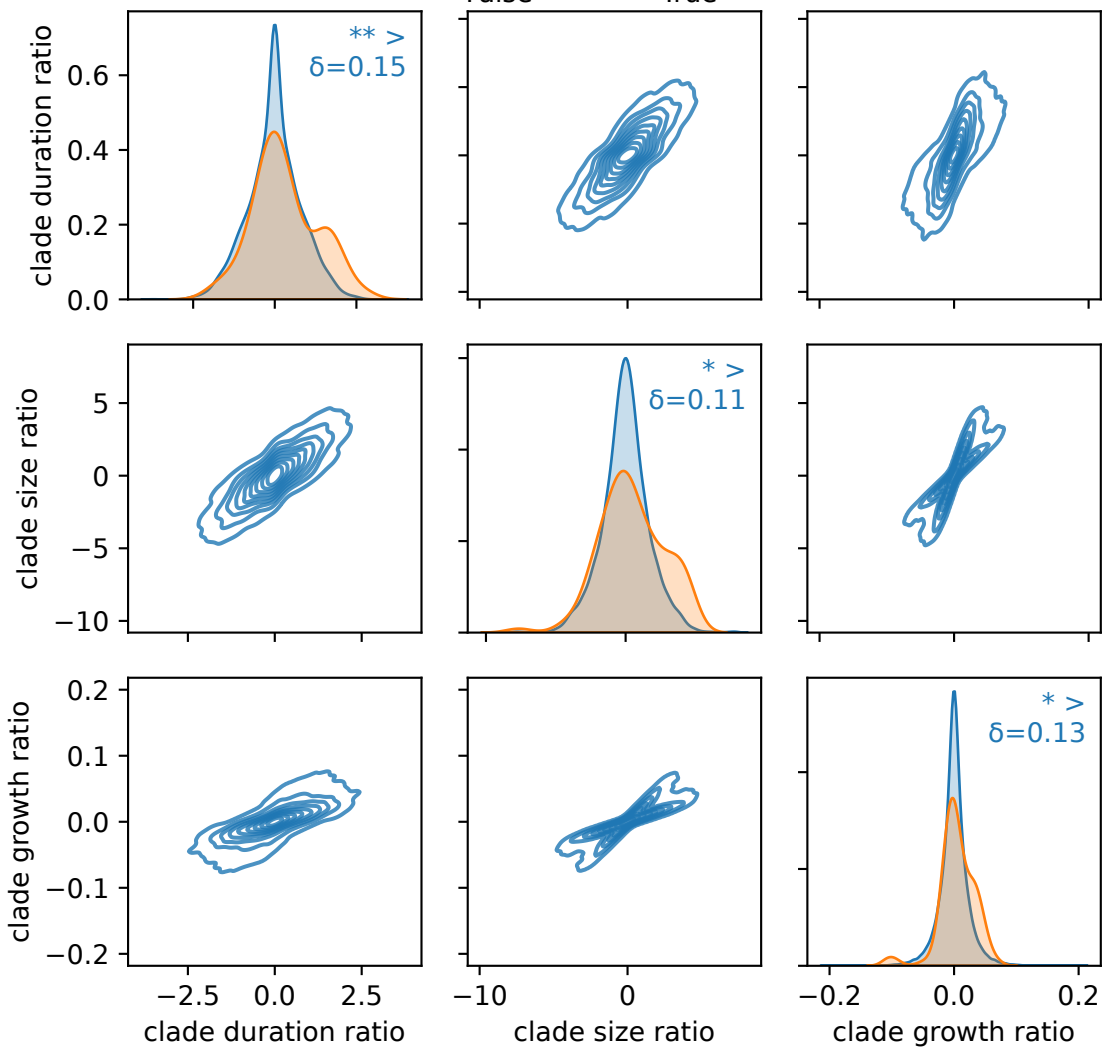 False True
clade duration ratio
0.6
0.4
0.2
0.0
** >
δ=0.15
clade size ratio
5
0
−5
−10
* >
δ=0.11
clade growth ratio
0.2
0.1
0.0
−0.1
−0.2
* >
δ=0.13
−2.5 0.0 2.5
−10 0
−0.2 0.0 0.2
clade duration ratio
clade size ratio
clade growth ratio